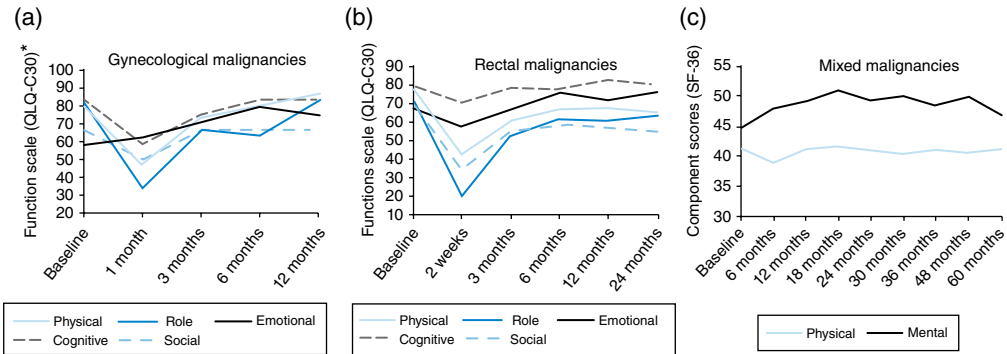 (a)
Gynecological malignancies
Function scale (QLQ-C30)*
100
90
80
70
60
50
40
30
20
Baseline
1 month
3 months
6 months
12 months
Physical
Role
Emotional
Cognitive
Social
(b)
Rectal malignancies
Functions scale (QLQ-C30)
90
80
70
60
50
40
30
20
10
Baseline
2 weeks
3 months
6 months
12 months
24 months
Physical
Role
Emotional
Cognitive
Social
(c)
Mixed malignancies
Component scores (SF-36)
55
50
45
40
35
30
Baseline
6 months
12 months
18 months
24 months
30 months
36 months
48 months
60 months
Physical
Mental